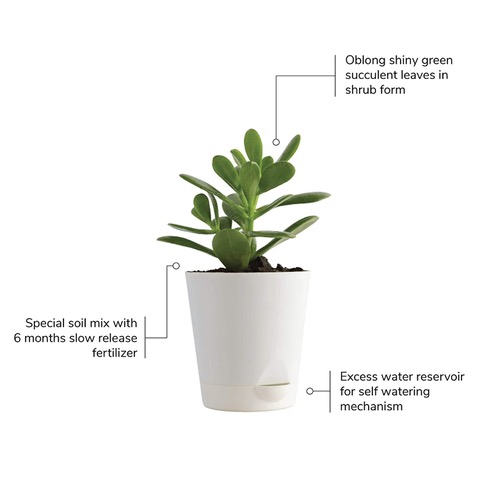 Oblong shiny green
succulent leaves in
shrub form
Special soil mix with
6 months slow release
fertilizer
Excess water reservoir
for self watering
mechanism